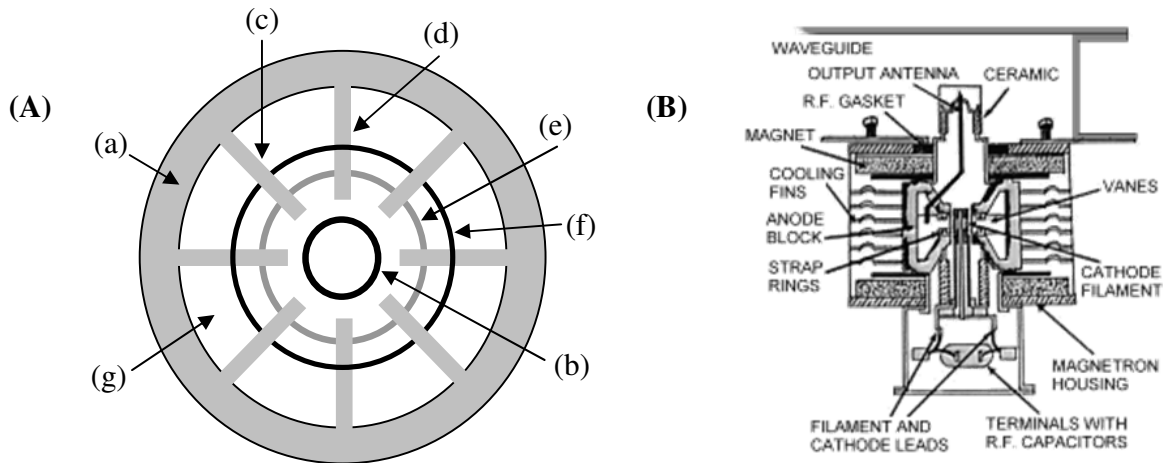 (A)
(a)
(c)
(d)
(e)
(f)
(b)
(g)
(B)
WAVEGUIDE
OUTPUT ANTENNA
CERAMIC
R.F. GASKET
MAGNET
COOLING
FINS
VANES
ANODE
BLOCK
STRAP
RINGS
CATHODE
FILAMENT
MAGNETRON
HOUSING
FILAMENT AND
CATHODE LEADS
TERMINALS WITH
R.F. CAPACITORS